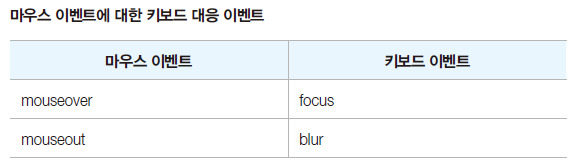 마우스 이벤트에 대한 키보드 대응 이벤트
마우스 이벤트 키보드 이벤트
mouseover focus
mouseout blur